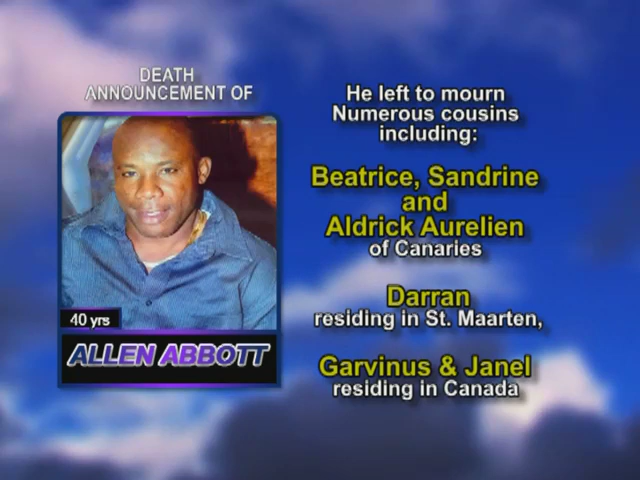 DEATH
ANNOUNCEMENT OF
40 yrs
ALLEN ABBOTT
He left to mourn
Numerous cousins
including:
Beatrice, Sandrine
and
Aldrick Aurelien
of Canaries
Darran
residing in St. Maarten,
Garvinus & Janel
residing in Canada